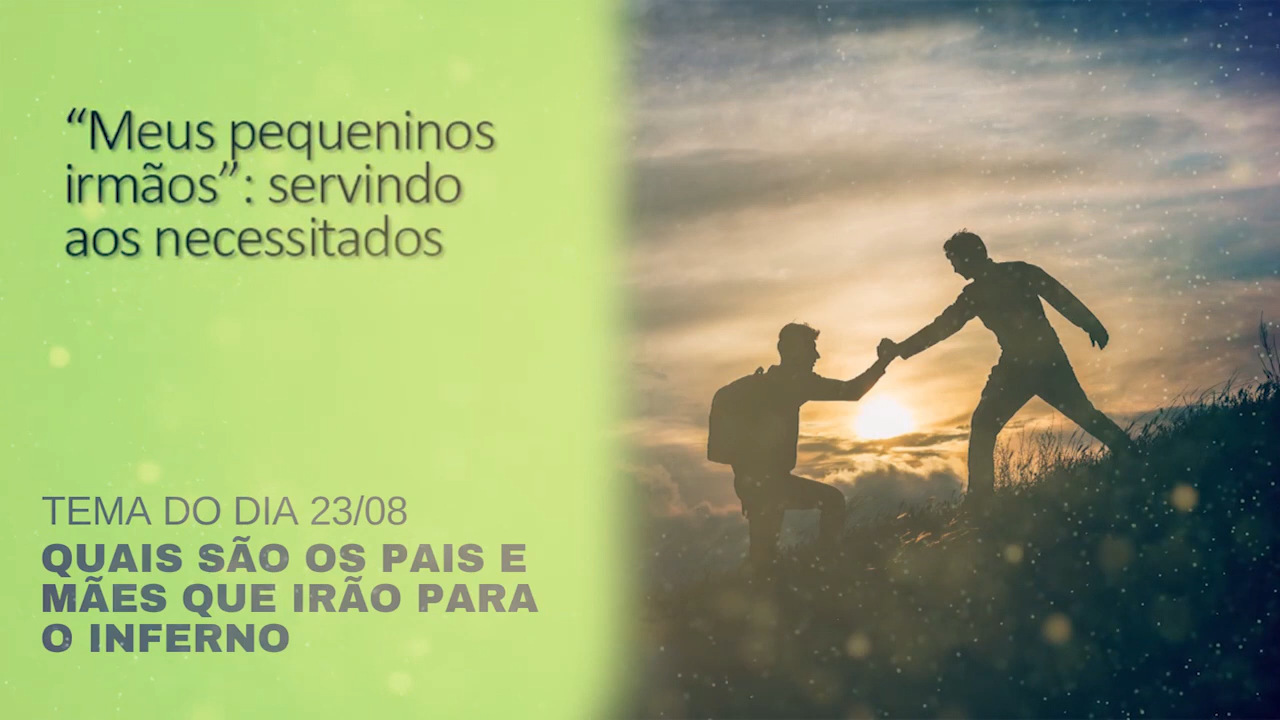 “Meus pequeninos
irmãos”: servindo
aos necessitados
TEMA DO DIA 23/08
QUAIS SÃO OS PAIS E
MÃES QUE IRÃO PARA
O INFERNO